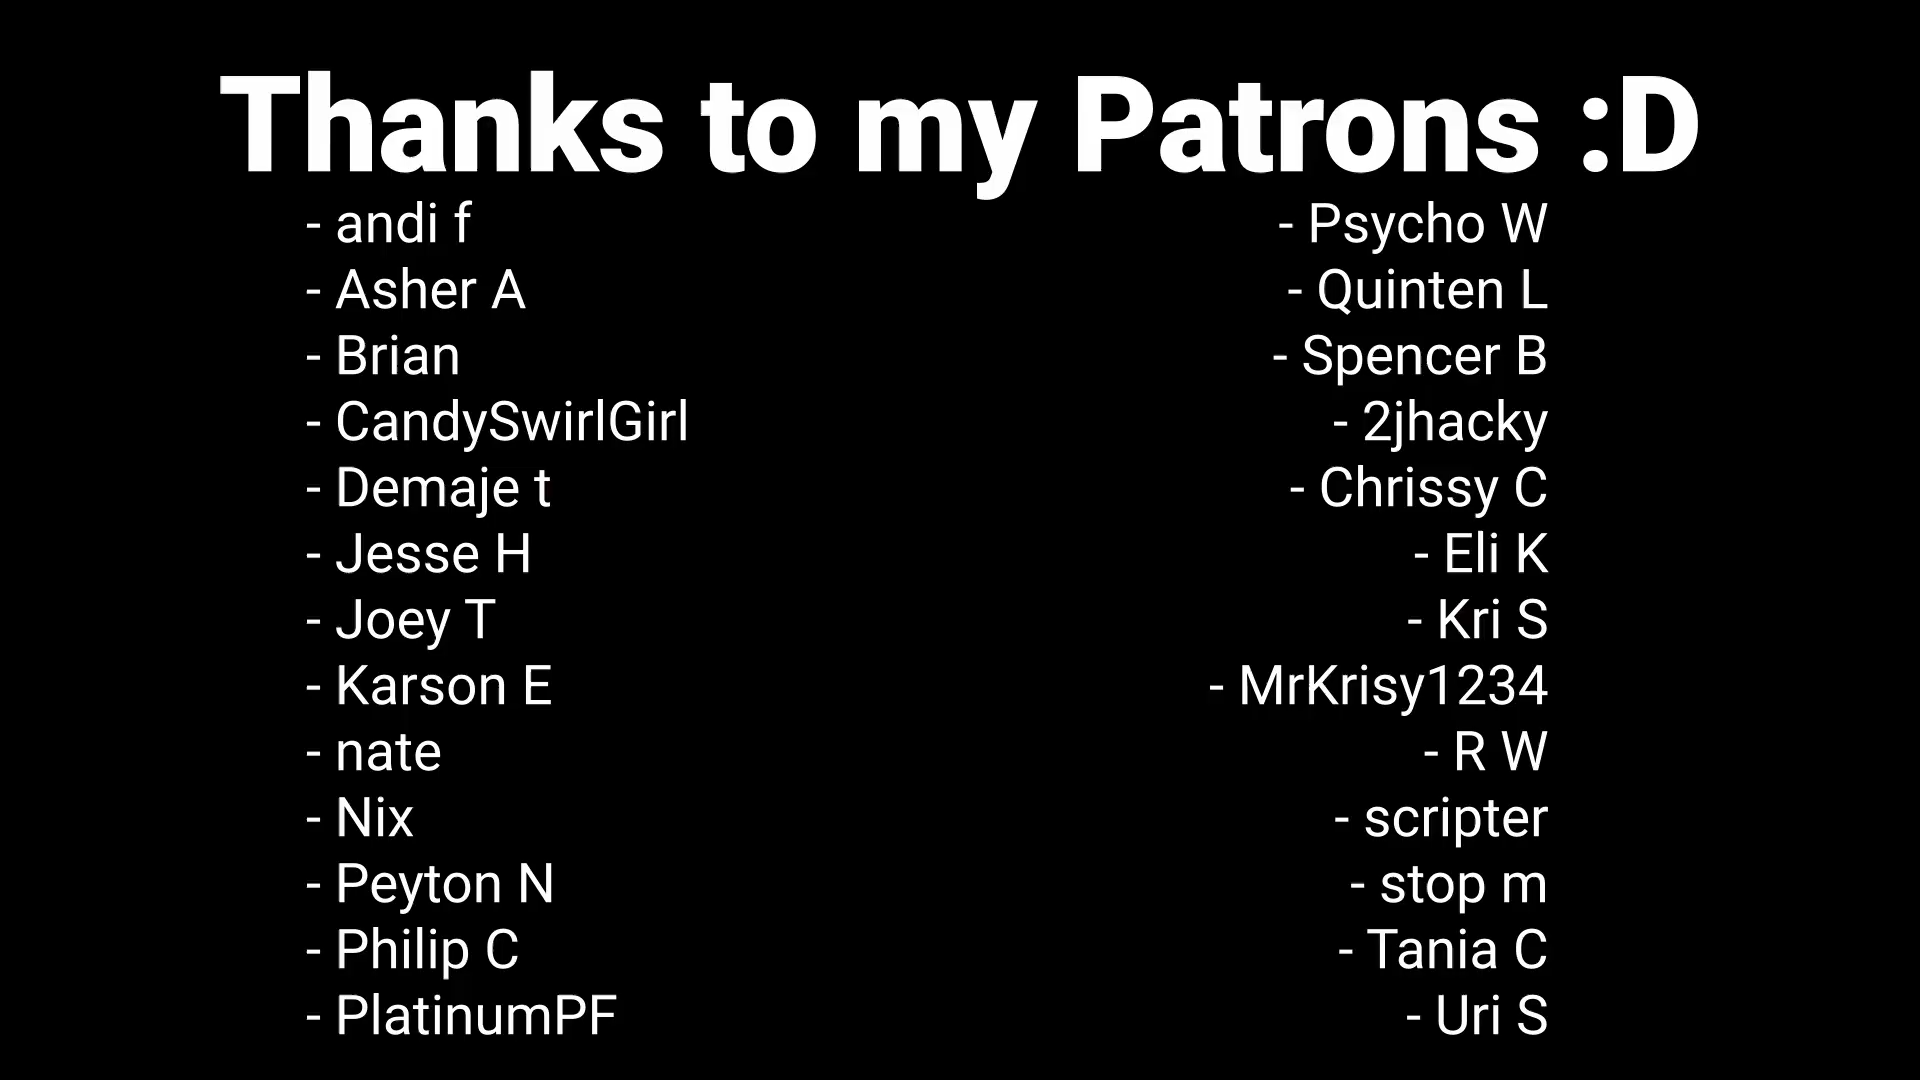 Thanks to my Patrons :D
- andi f
- Asher A
- Brian
- CandySwirlGirl
- Demaje t
- Jesse H
- Joey T
- Karson E
- nate
- Nix
- Peyton N
- Philip C
- PlatinumPF
- Psycho W
- Quinten L
- Spencer B
- 2jhacky
- Chrissy C
- Eli K
- Kri S
- MrKrisy1234
- R W
- scripter
- stop m
- Tania C
- Uri S